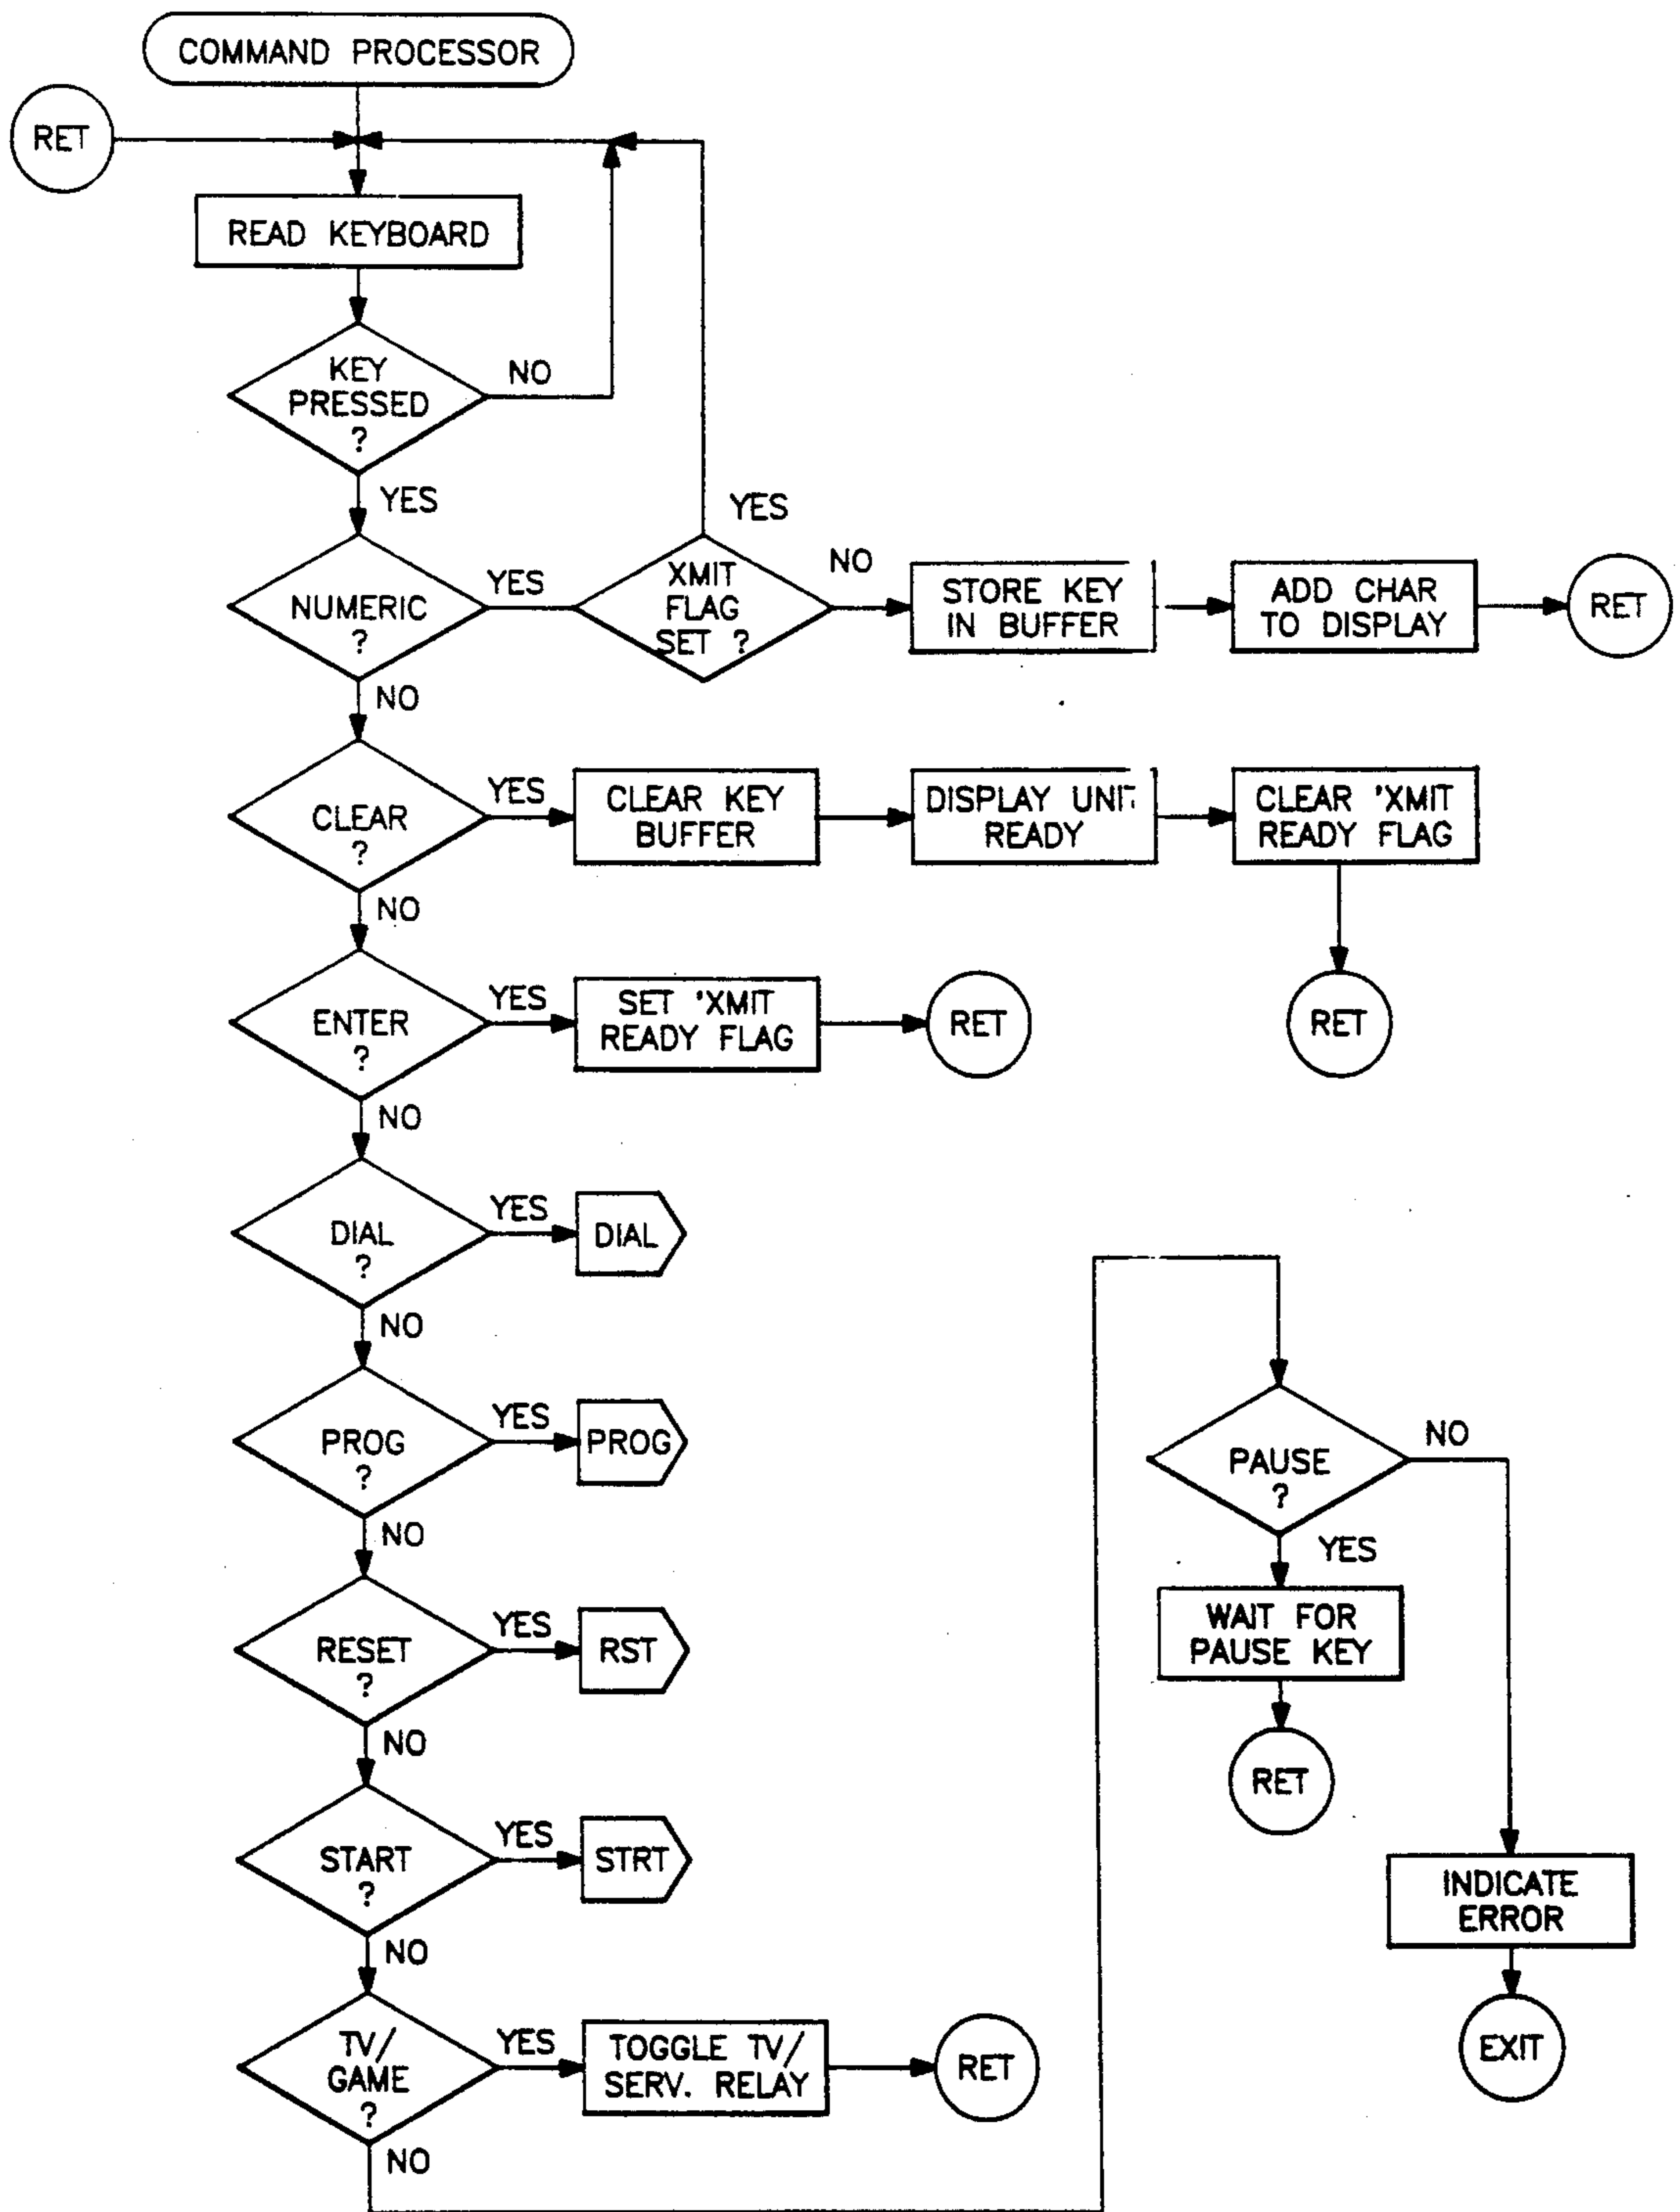 COMMAND PROCESSOR
RET
READ KEYBOARD
KEY
PRESSED
?
NO
YES
NUMERIC
?
YES
XMIT
FLAG
SET ?
YES
NO
STORE KEY
IN BUFFER
ADD CHAR
TO DISPLAY
RET
NO
CLEAR
?
YES
CLEAR KEY
BUFFER
DISPLAY UNIT
READY
CLEAR 'XMIT
READY FLAG
RET
NO
ENTER
?
YES
SET 'XMIT
READY FLAG
RET
NO
DIAL
?
YES
DIAL
NO
PROG
?
YES
PROG
NO
RESET
?
YES
RST
NO
START
?
YES
STRT
NO
TV/
GAME
?
YES
TOGGLE TV/
SERV. RELAY
RET
NO
PAUSE
?
NO
YES
WAIT FOR
PAUSE KEY
RET
INDICATE
ERROR
EXIT